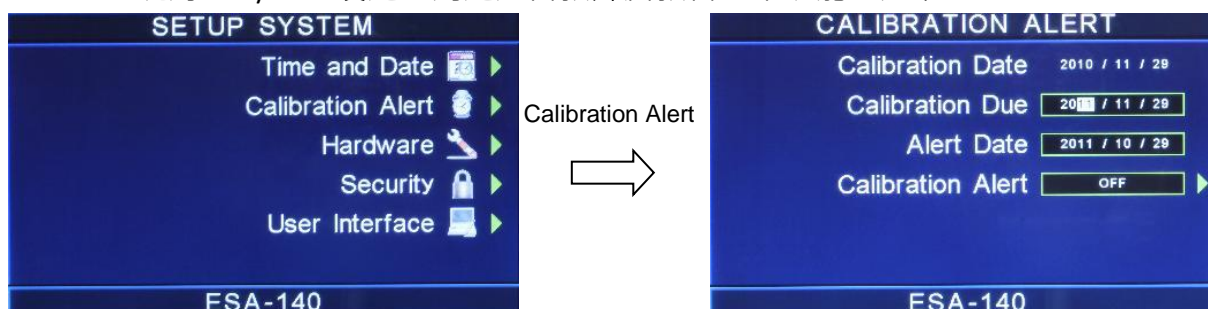 SETUP SYSTEM
Time and Date
Calibration Alert
Hardware
Security
User Interface
ESA-140
Calibration Alert
CALIBRATION ALERT
Calibration Date 2010 / 11 / 29
Calibration Due 2011 / 11 / 29
Alert Date 2011 / 10 / 29
Calibration Alert OFF
ESA-140